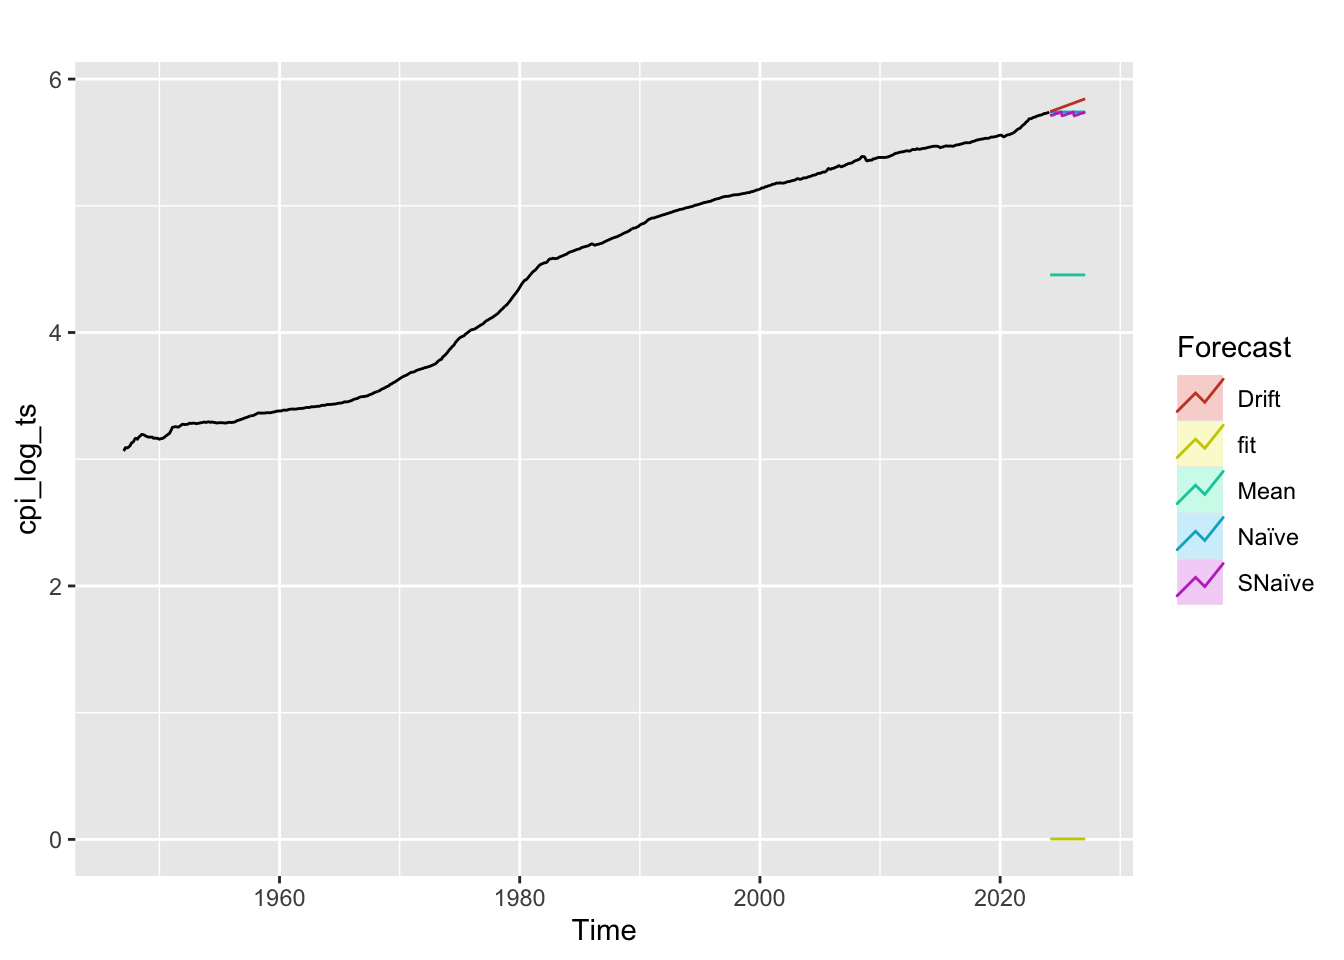 6
4
2
0
cpi_log_ts
1960
1980
2000
2020
Time
Forecast
Drift
fit
Mean
Naïve
SNaïve